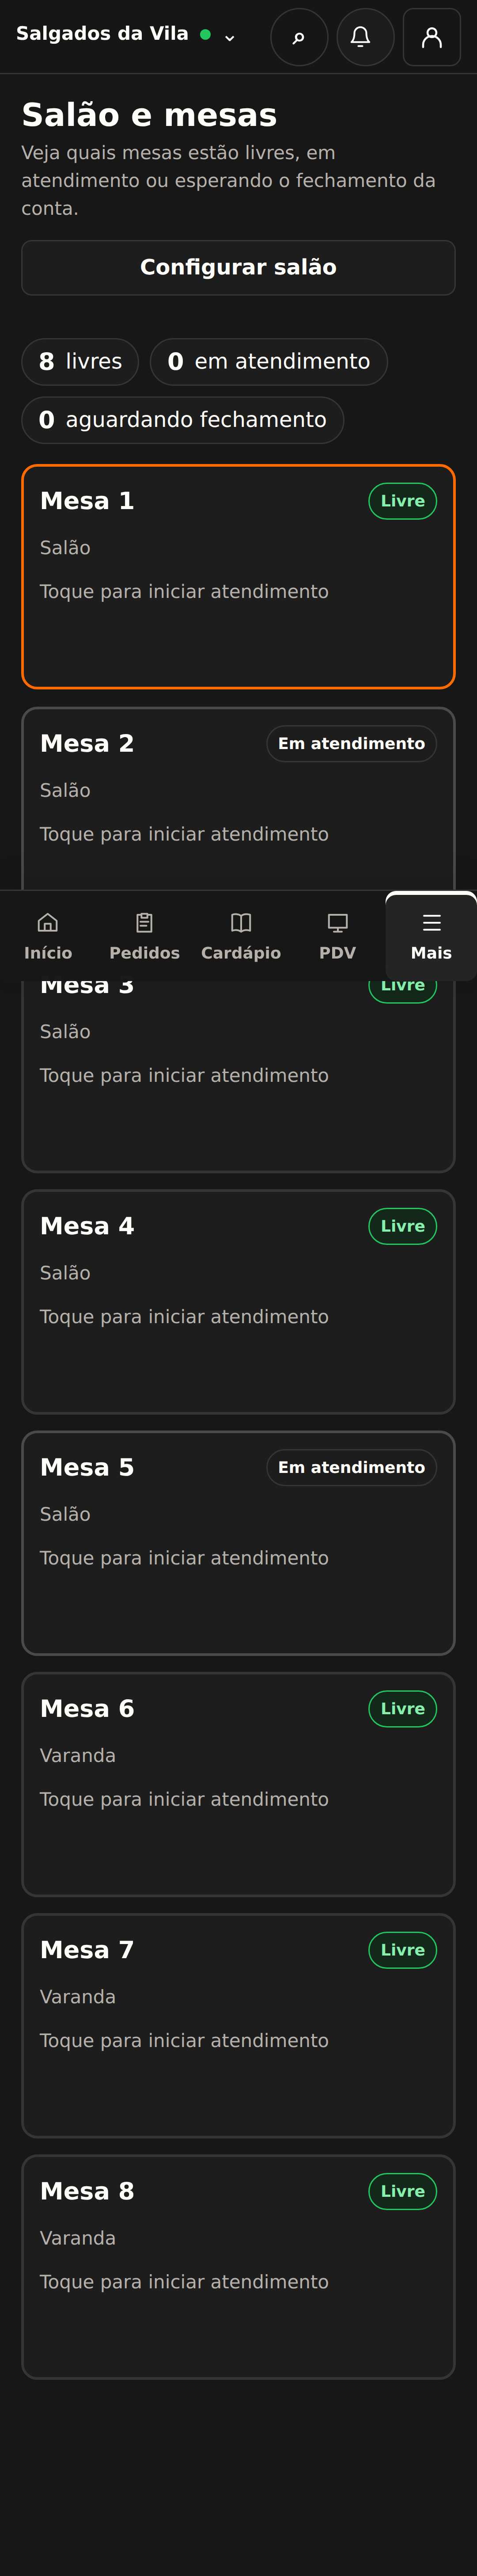 Salgados da Vila
Salão e mesas
Veja quais mesas estão livres, em
atendimento ou esperando o fechamento da
conta.
Configurar salão
8 livres
0 em atendimento
0 aguardando fechamento
Mesa 1
Livre
Salão
Toque para iniciar atendimento
Mesa 2
Em atendimento
Salão
Toque para iniciar atendimento
Início
Pedidos
Cardápio
PDV
Mais
Mesa 3
Livre
Salão
Toque para iniciar atendimento
Mesa 4
Livre
Salão
Toque para iniciar atendimento
Mesa 5
Em atendimento
Salão
Toque para iniciar atendimento
Mesa 6
Livre
Varanda
Toque para iniciar atendimento
Mesa 7
Livre
Varanda
Toque para iniciar atendimento
Mesa 8
Livre
Varanda
Toque para iniciar atendimento